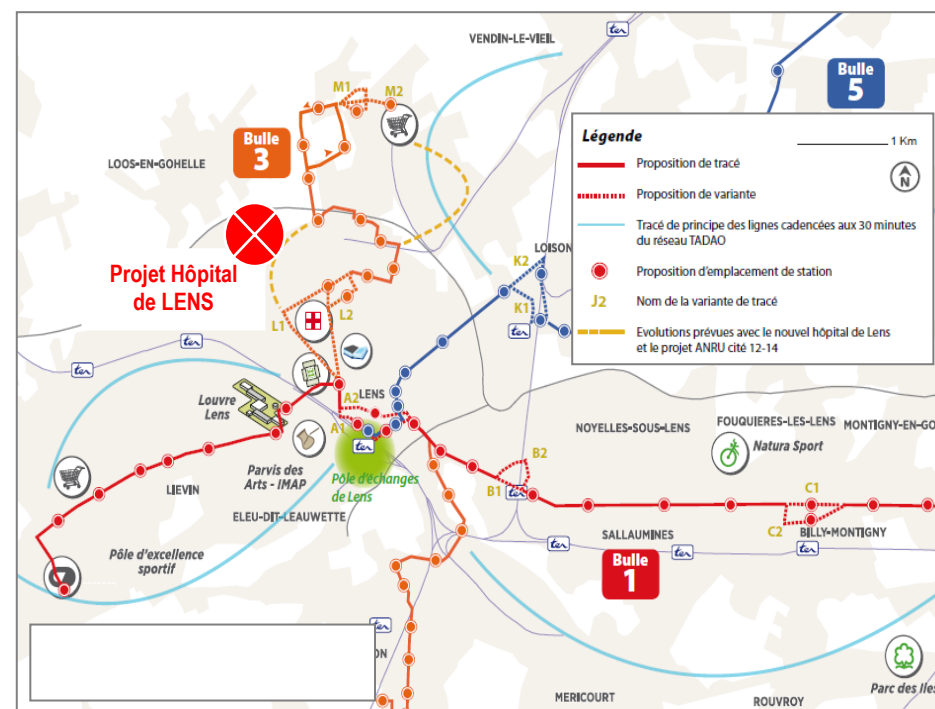 VENDIN-LE-VIEIL
ter
Bulle
5
M1
M2
Bulle
3
LOOS-EN-GOHELLE
Légende
1 Km
Proposition de tracé
N
Proposition de variante
Tracé de principe des lignes cadencées aux 30 minutes
du réseau TADAO
Proposition d'emplacement de station
J2
Nom de la variante de tracé
Evolutions prévues avec le nouvel hôpital de Lens
et le projet ANRU cité 12-14
LOISON
K2
K1
ter
Projet Hôpital
de LENS
L1
L2
ter
ter
Louvre
Lens
A2
LENS
A1
ter
Pôle d'échanges
de Lens
Parvis des
Arts - IMAP
LIEVIN
ELEU-DIT-LEAUWETTE
Pôle d'excellence
sportif
NOYELLES-SOUS-LENS
FOUQUIERES-LES-LENS
MONTIGNY-EN-GO
Natura Sport
B2
B1
ter
C1
C2
BILLY-MONTIGNY
SALLAUMINES
ter
ter
ter
Bulle
1
ter
ON
Parc des Iles
MERICOURT
ROUVROY